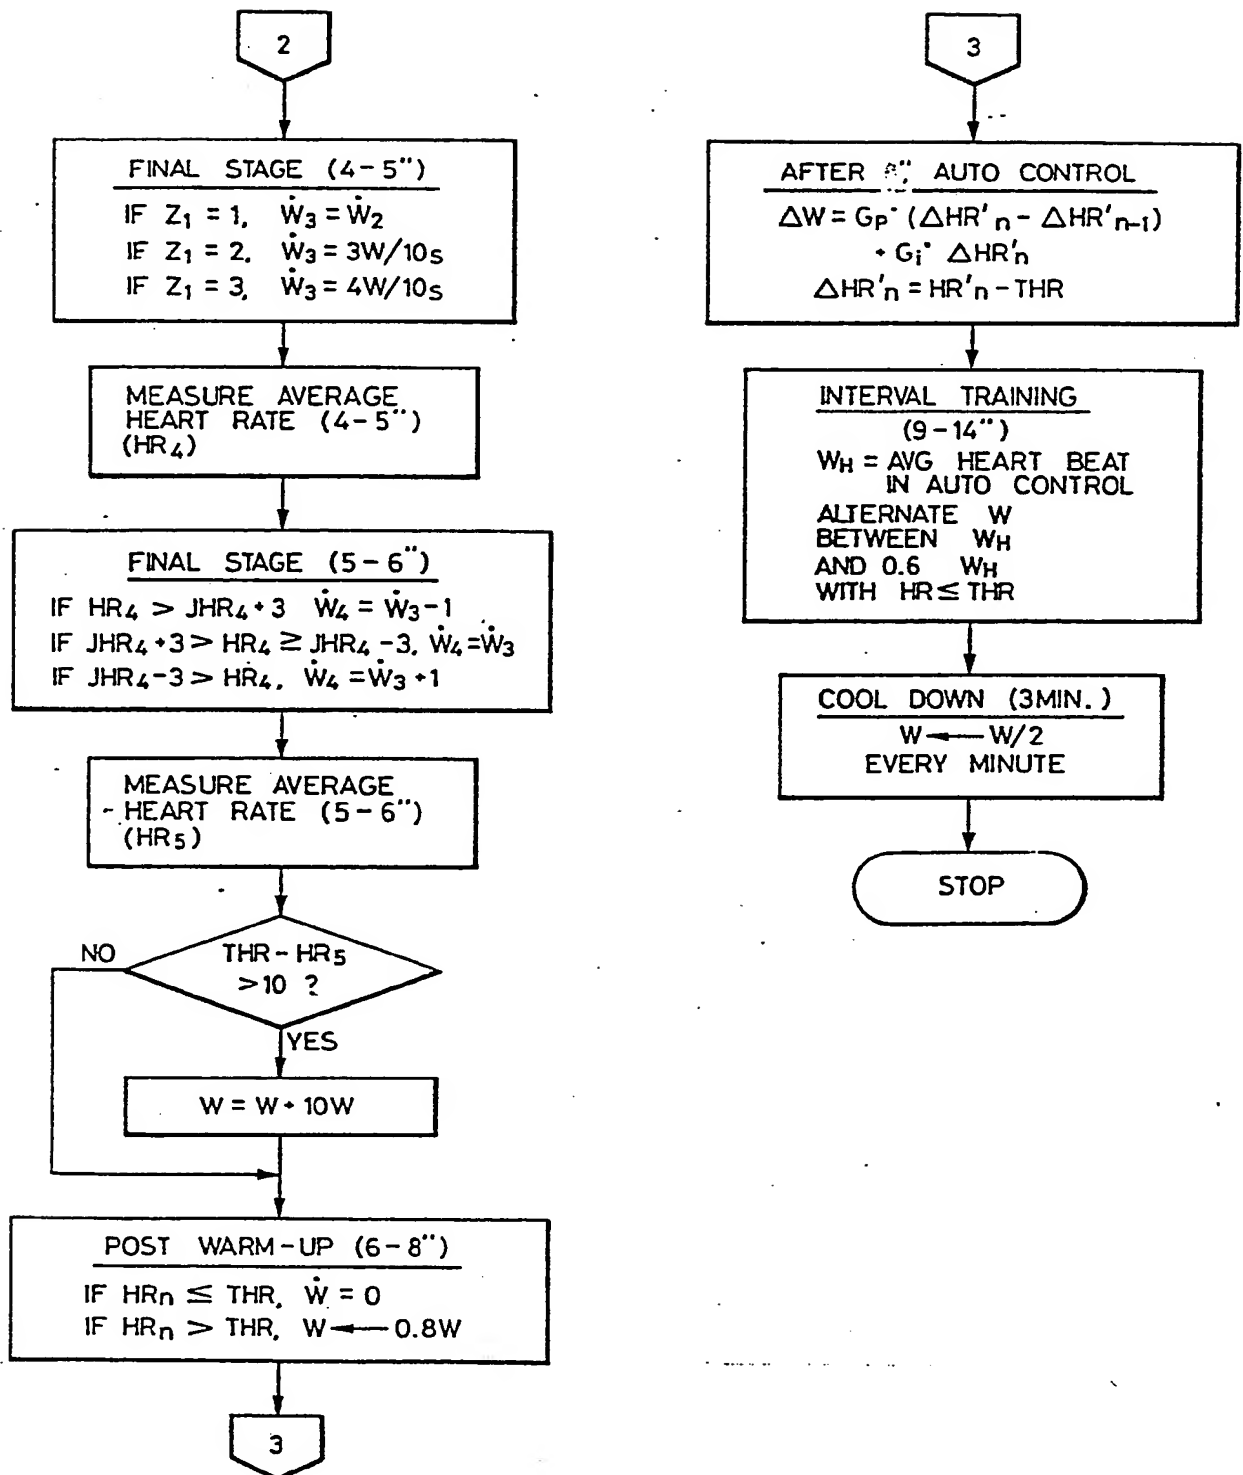 2
FINAL STAGE (4-5")
IF Z₁ = 1, Ẇ₃ = Ẇ₂
IF Z₁ = 2, Ẇ₃ = 3W/10s
IF Z₁ = 3, Ẇ₃ = 4W/10s
MEASURE AVERAGE
HEART RATE (4-5")
(HR₄)
FINAL STAGE (5-6")
IF HR₄ > JHR₄+3 Ẇ₄ = Ẇ₃-1
IF JHR₄+3 > HR₄ ≥ JHR₄-3, Ẇ₄=Ẇ₃
IF JHR₄-3 > HR₄, Ẇ₄ = Ẇ₃+1
MEASURE AVERAGE
HEART RATE (5-6")
(HR₅)
THR-HR₅
>10 ?
NO
YES
W = W + 10W
POST WARM-UP (6-8")
IF HRn ≤ THR, Ẇ = 0
IF HRn > THR, W ← 0.8W
3
3
AFTER AUTO CONTROL
ΔW = Gp· (ΔHR'n - ΔHR'n-1)
+ Gi· ΔHR'n
ΔHR'n = HR'n - THR
INTERVAL TRAINING
(9-14")
WH = AVG HEART BEAT
IN AUTO CONTROL
ALTERNATE W
BETWEEN WH
AND 0.6 WH
WITH HR ≤ THR
COOL DOWN (3MIN.)
W ← W/2
EVERY MINUTE
STOP